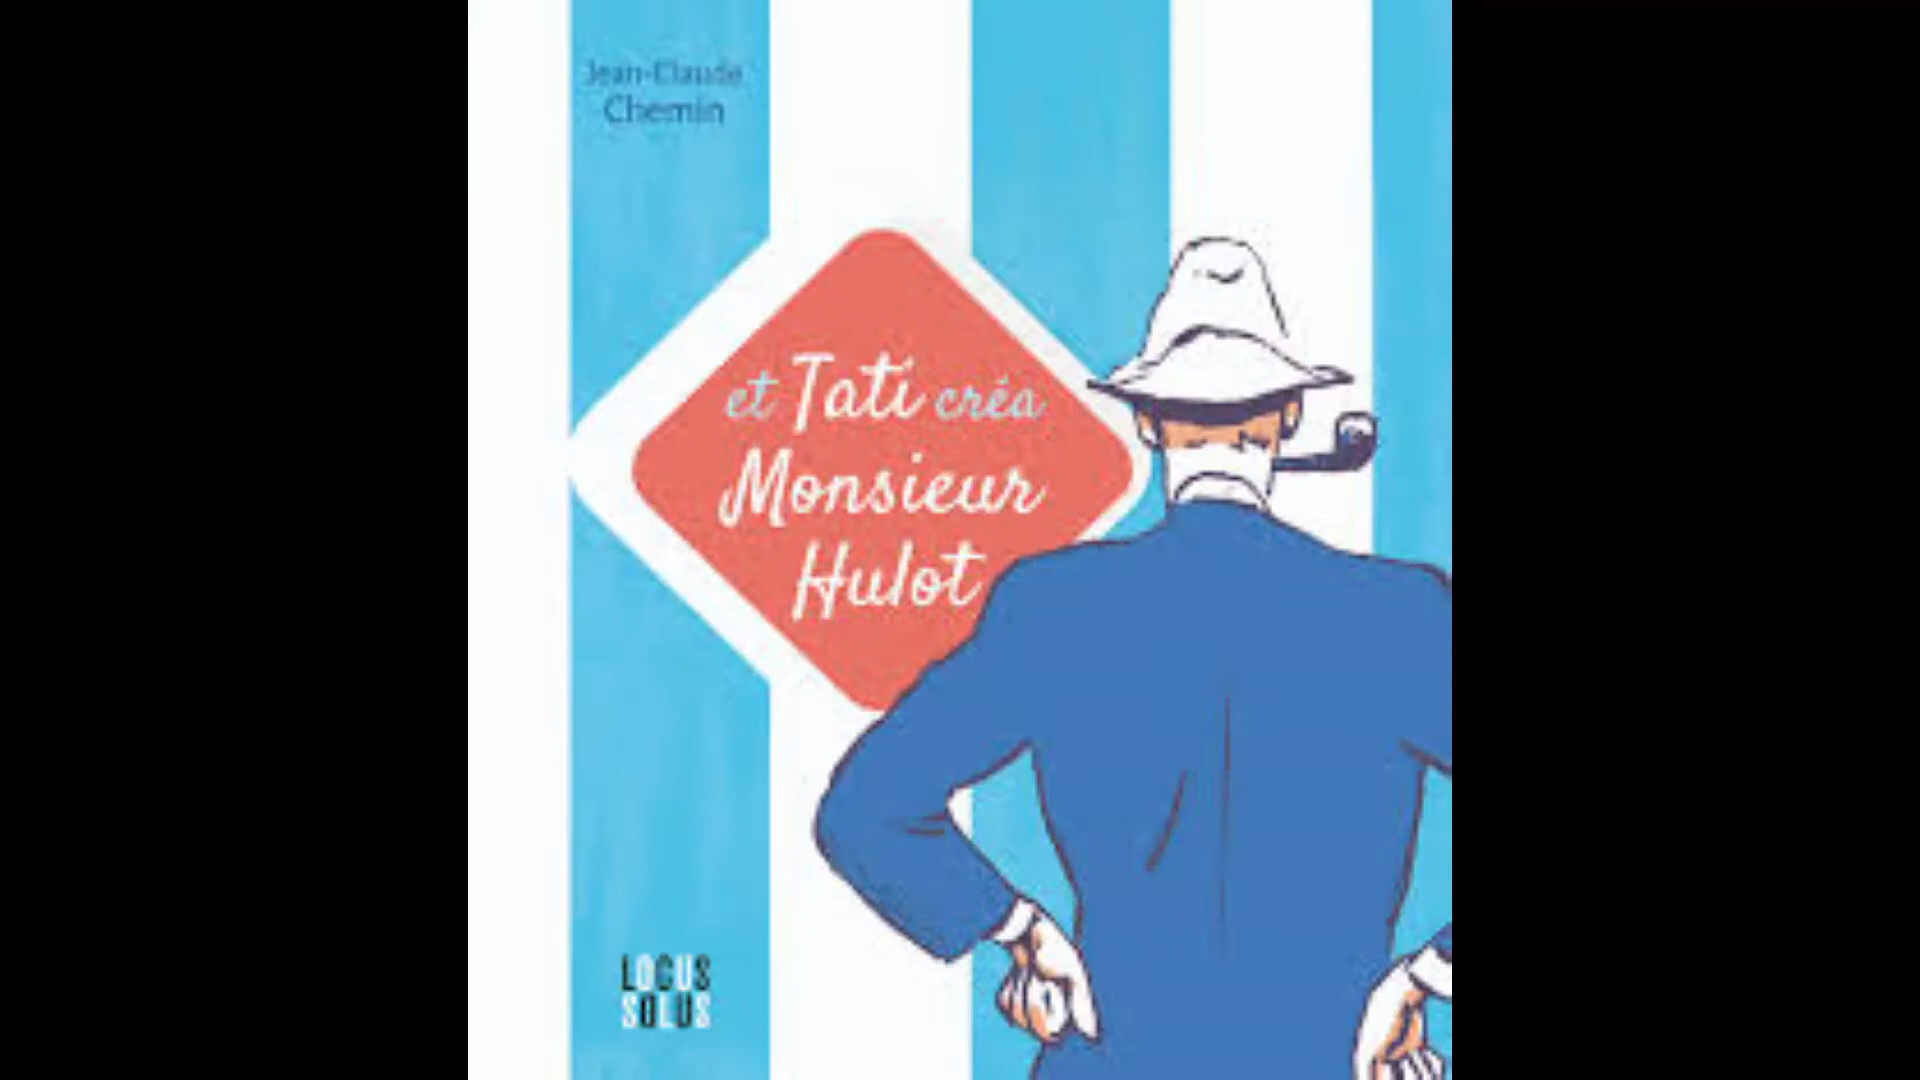 Jean-Claude
Chemin
et Tati créa
Monsieur
Hulot
LOCUS
SOLUS